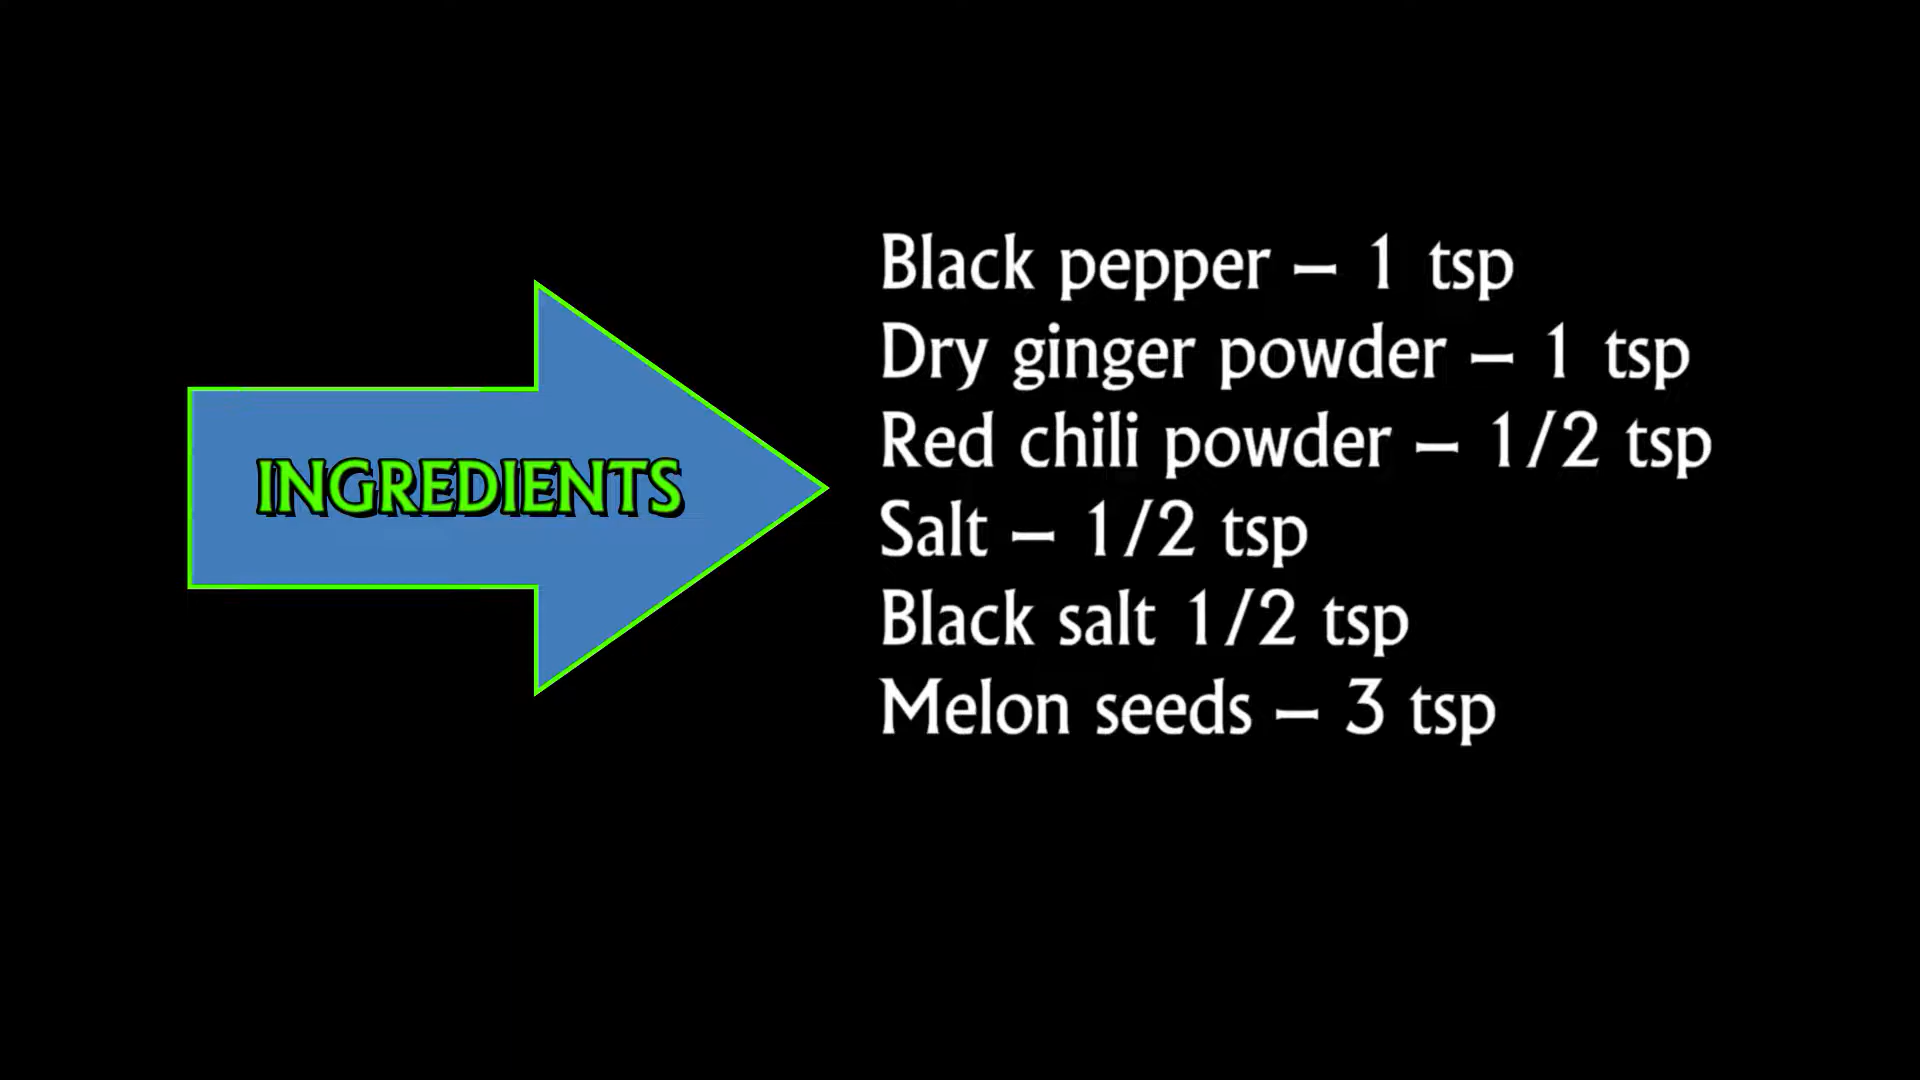 INGREDIENTS
Black pepper – 1 tsp
Dry ginger powder – 1 tsp
Red chili powder – 1/2 tsp
Salt – 1/2 tsp
Black salt 1/2 tsp
Melon seeds – 3 tsp